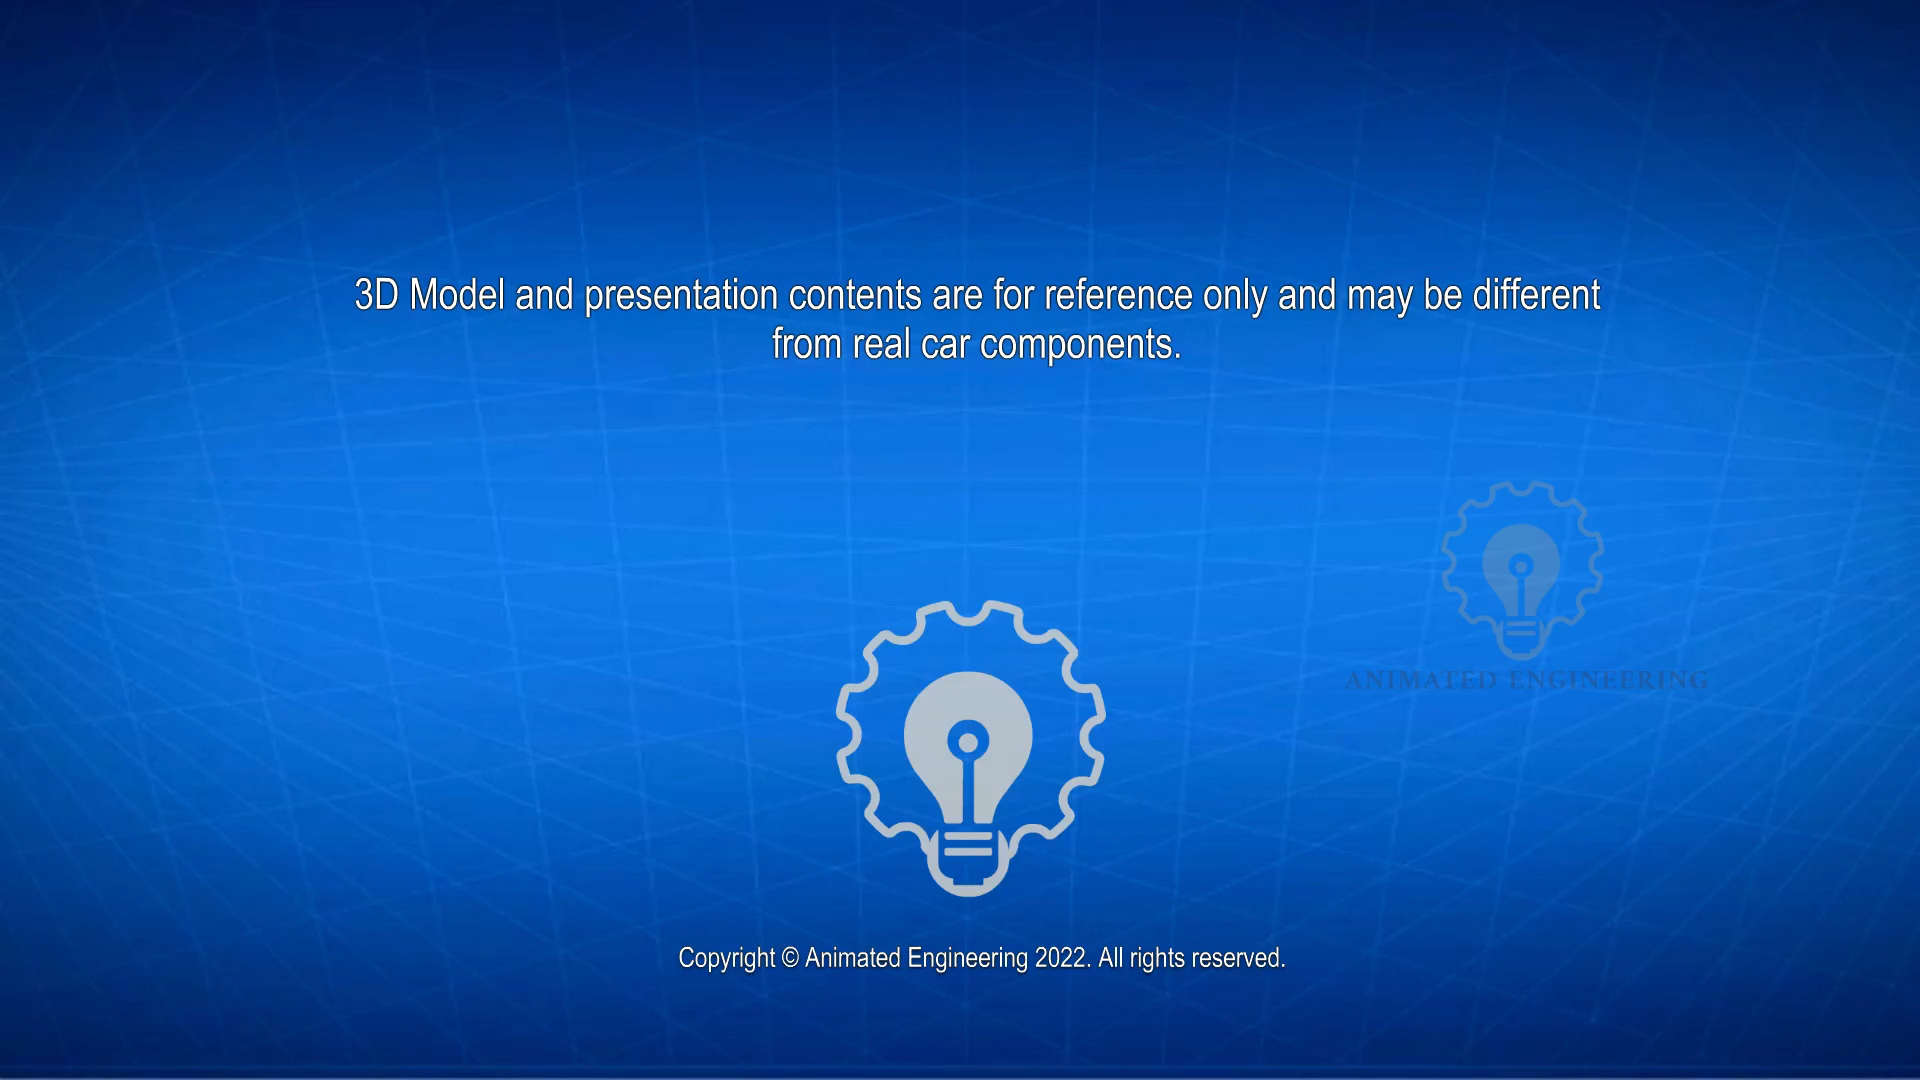 3D Model and presentation contents are for reference only and may be different
from real car components.
ANIMATED ENGINEERING
Copyright © Animated Engineering 2022. All rights reserved.